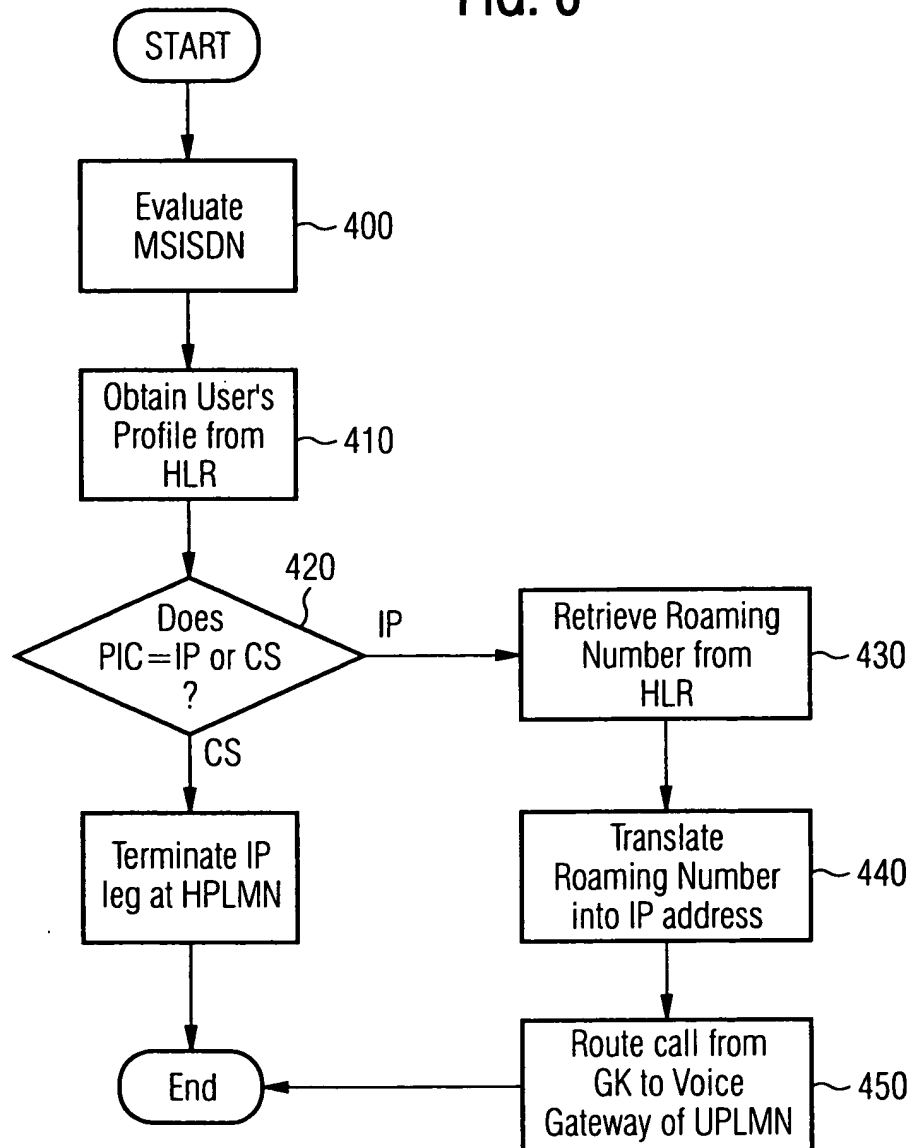 FIG. 6
START
Evaluate
MSISDN
400
Obtain User's
Profile from
HLR
410
420
Does
PIC=IP or CS
?
IP
CS
Retrieve Roaming
Number from
HLR
430
Terminate IP
leg at HPLMN
Translate
Roaming Number
into IP address
440
End
Route call from
GK to Voice
Gateway of UPLMN
450